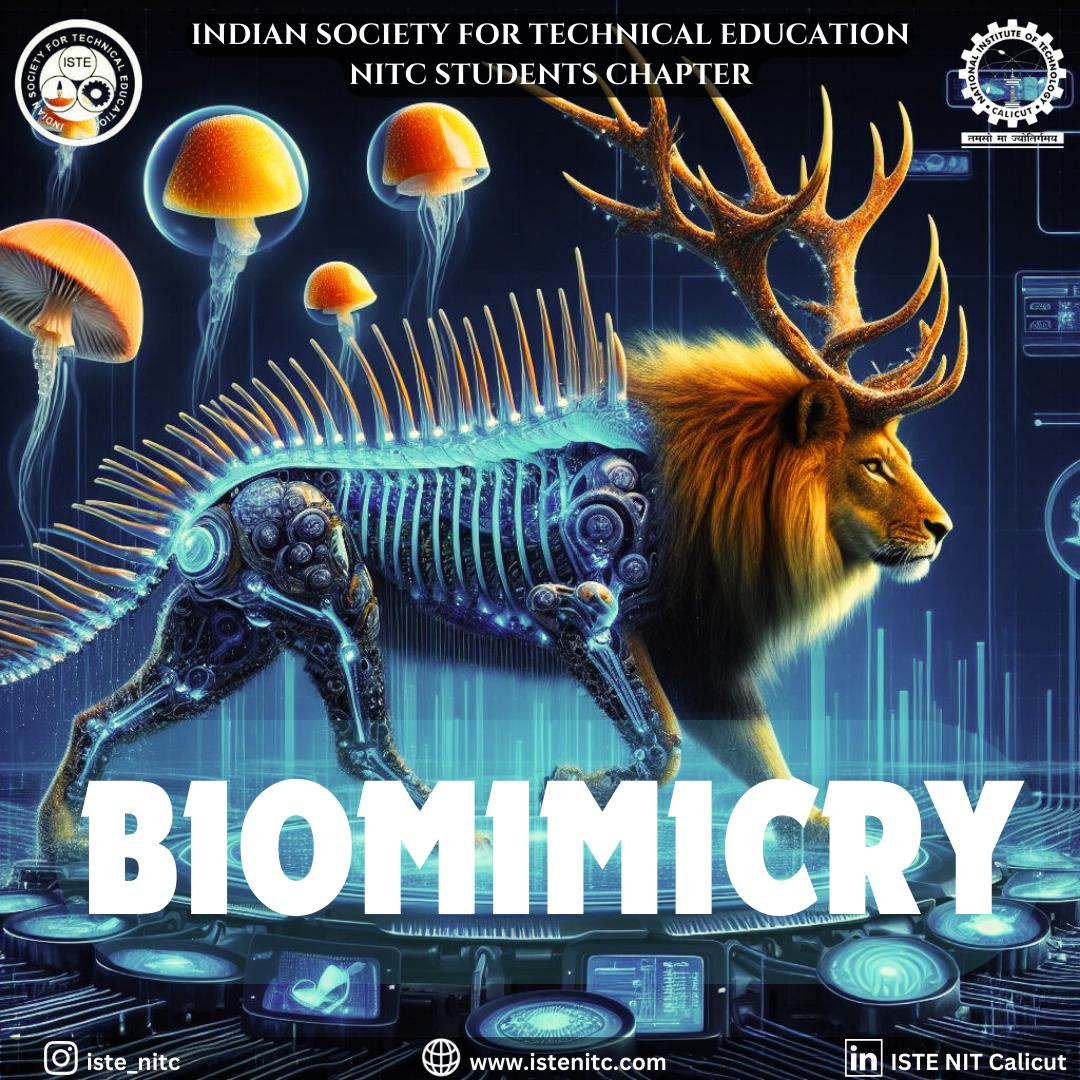 INDIAN SOCIETY FOR TECHNICAL EDUCATION
NITC STUDENTS CHAPTER
INDIAN SOCIETY FOR TECHNICAL EDUCATION
ISTE
NATIONAL INSTITUTE OF TECHNOLOGY
CALICUT
तमसो मा ज्योतिर्गमय
BIOMIMICRY
iste_nitc
www.istenitc.com
in ISTE NIT Calicut